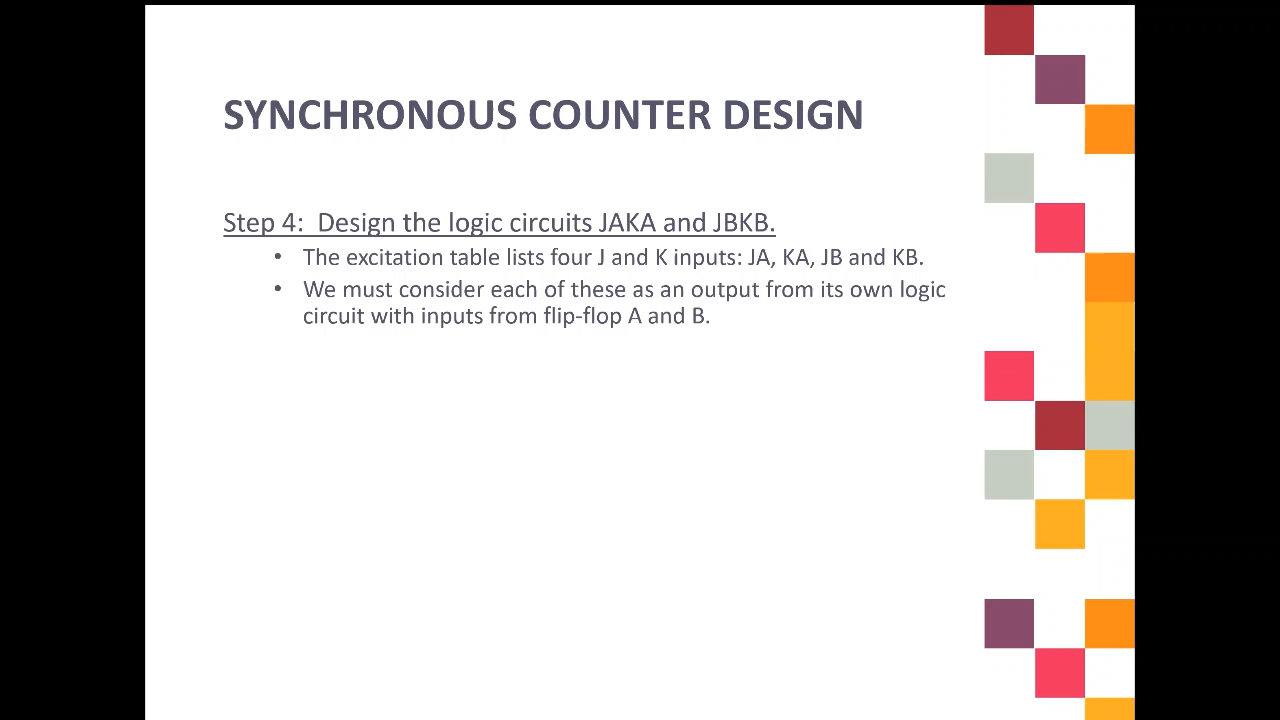 SYNCHRONOUS COUNTER DESIGN
Step 4:  Design the logic circuits JAKA and JBKB.
• The excitation table lists four J and K inputs: JA, KA, JB and KB.
• We must consider each of these as an output from its own logic
circuit with inputs from flip-flop A and B.